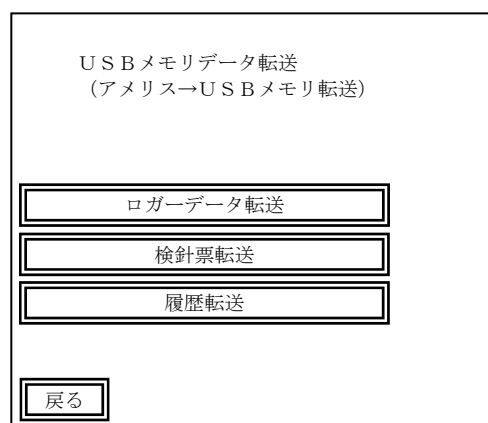 ＵＳＢメモリデータ転送
（アメリス→ＵＳＢメモリ転送）
ロガーデータ転送
検針票転送
履歴転送
戻る